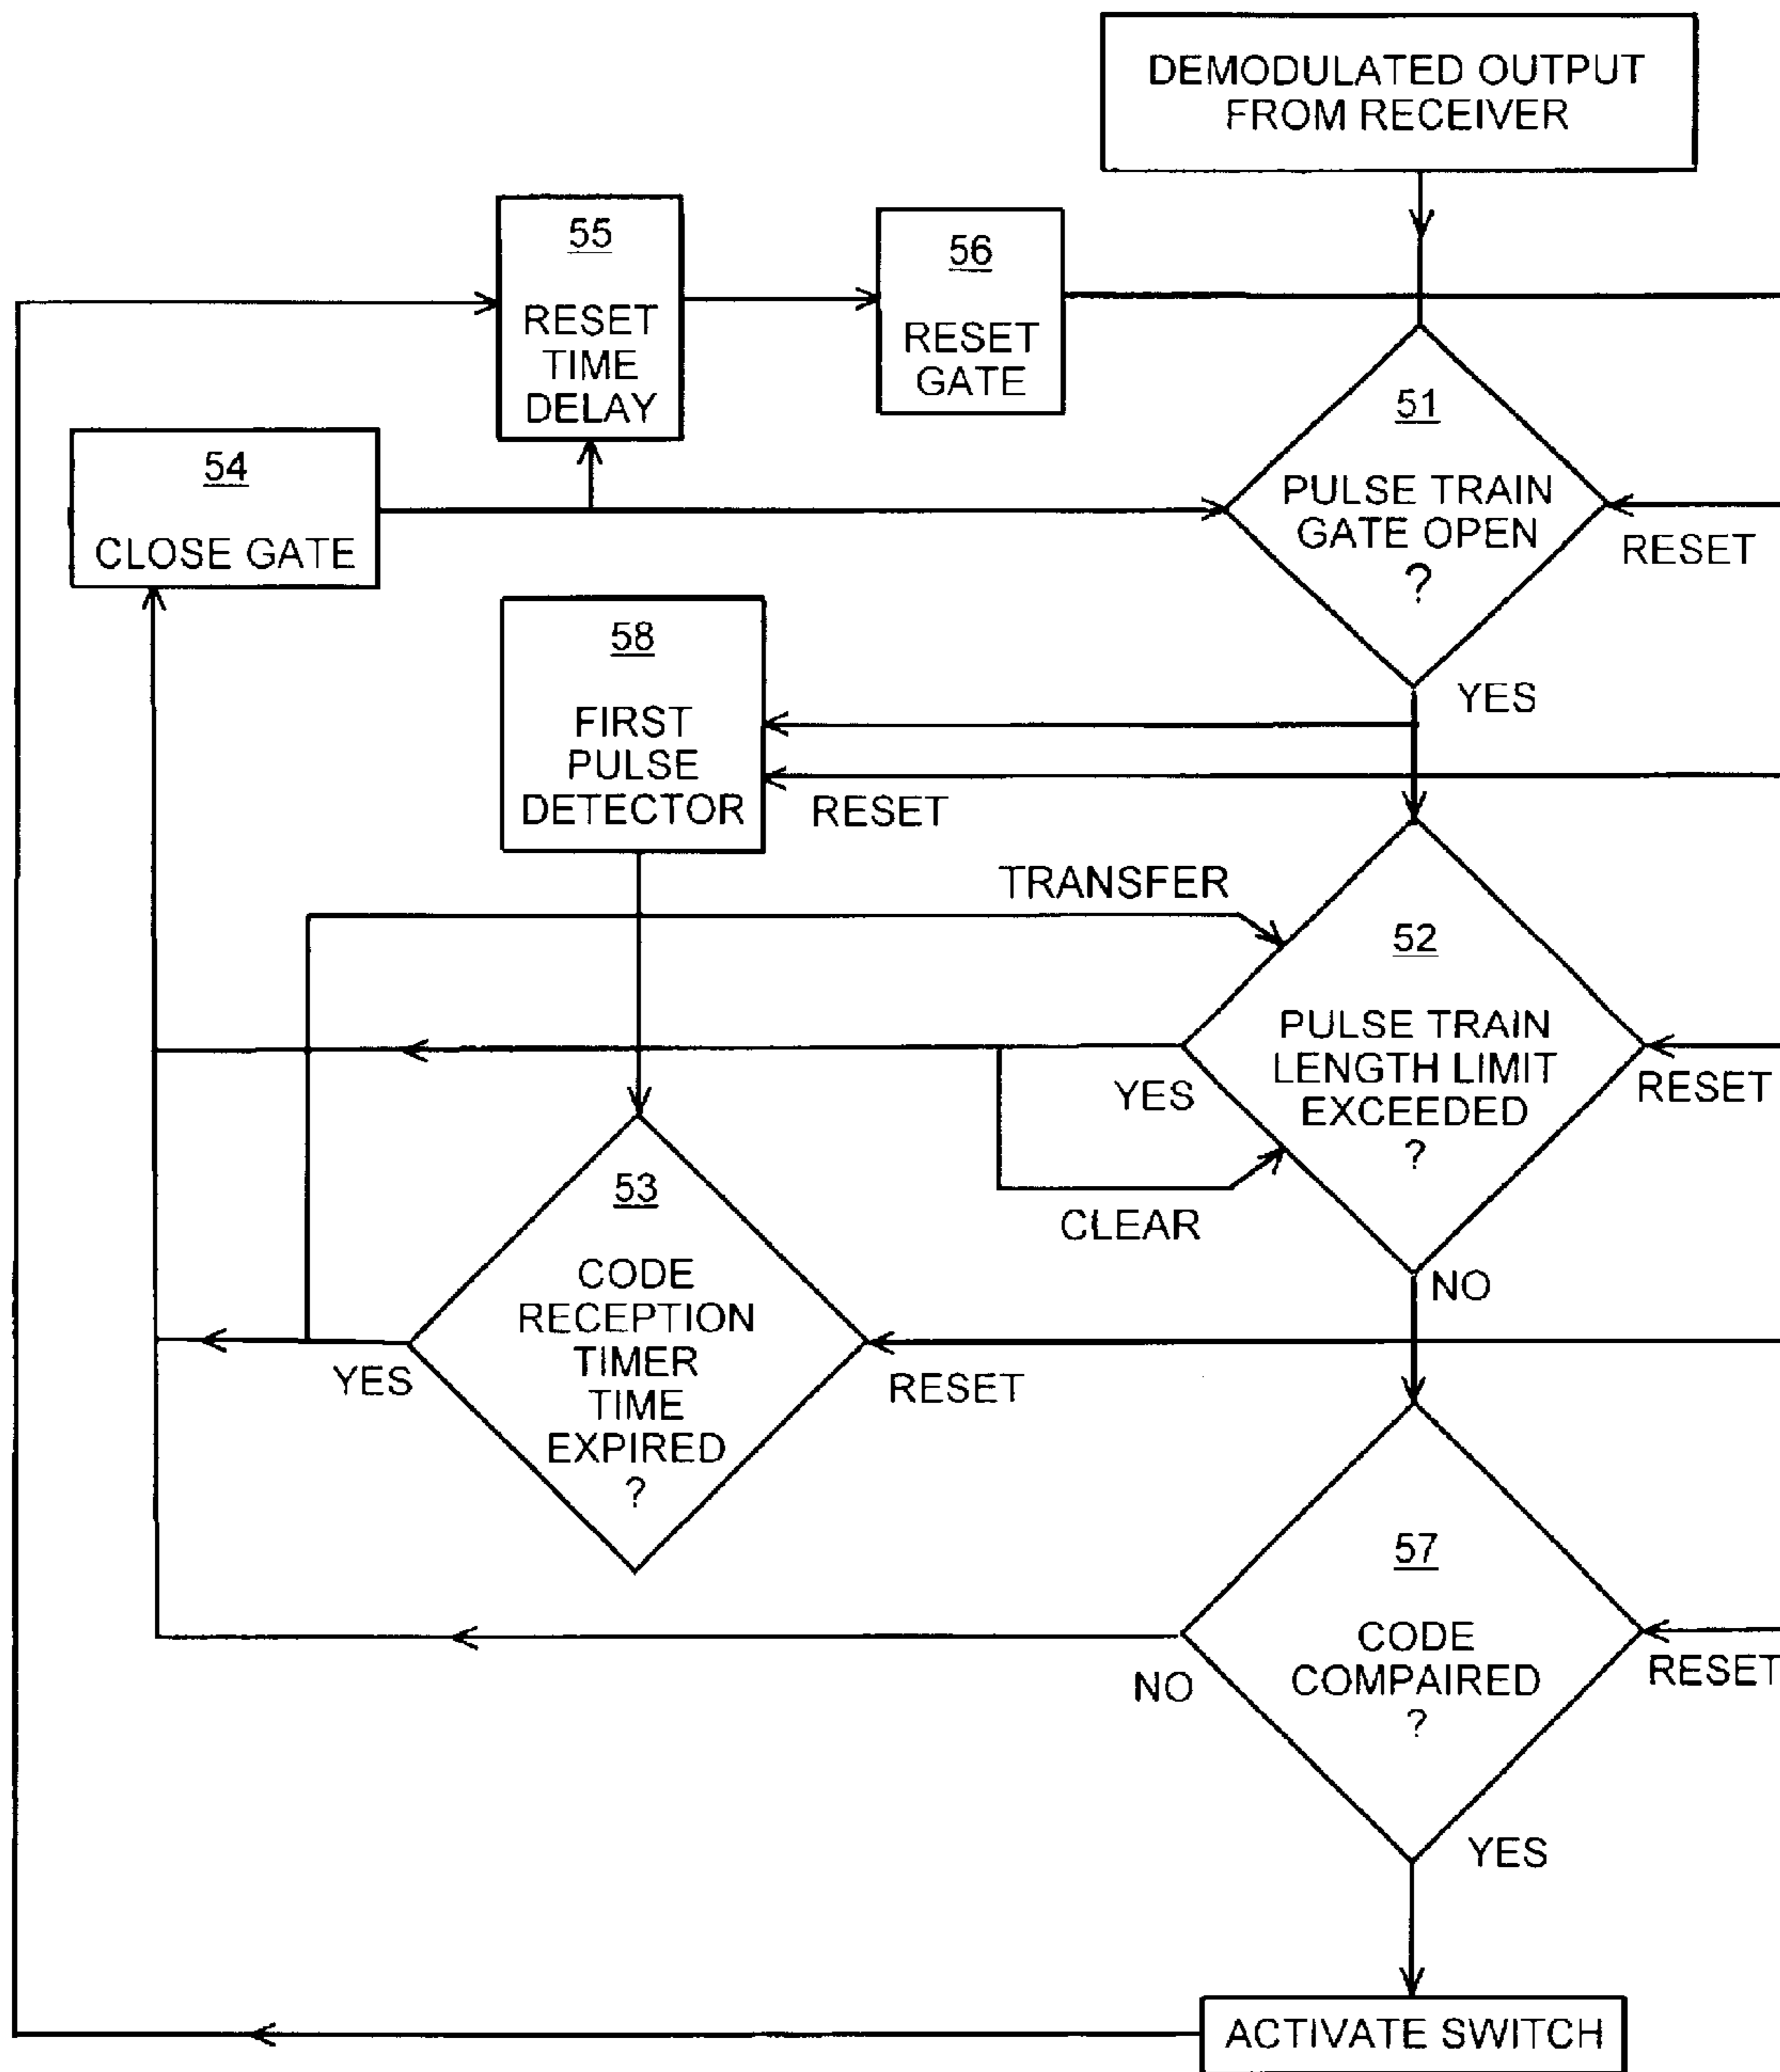 DEMODULATED OUTPUT
FROM RECEIVER
55
RESET
TIME
DELAY
56
RESET
GATE
51
PULSE TRAIN
GATE OPEN
?
RESET
YES
54
CLOSE GATE
58
FIRST
PULSE
DETECTOR
RESET
TRANSFER
52
PULSE TRAIN
LENGTH LIMIT
EXCEEDED
?
RESET
YES
CLEAR
NO
53
CODE
RECEPTION
TIMER
TIME
EXPIRED
?
YES
RESET
57
CODE
COMPAIRED
?
RESET
NO
YES
ACTIVATE SWITCH